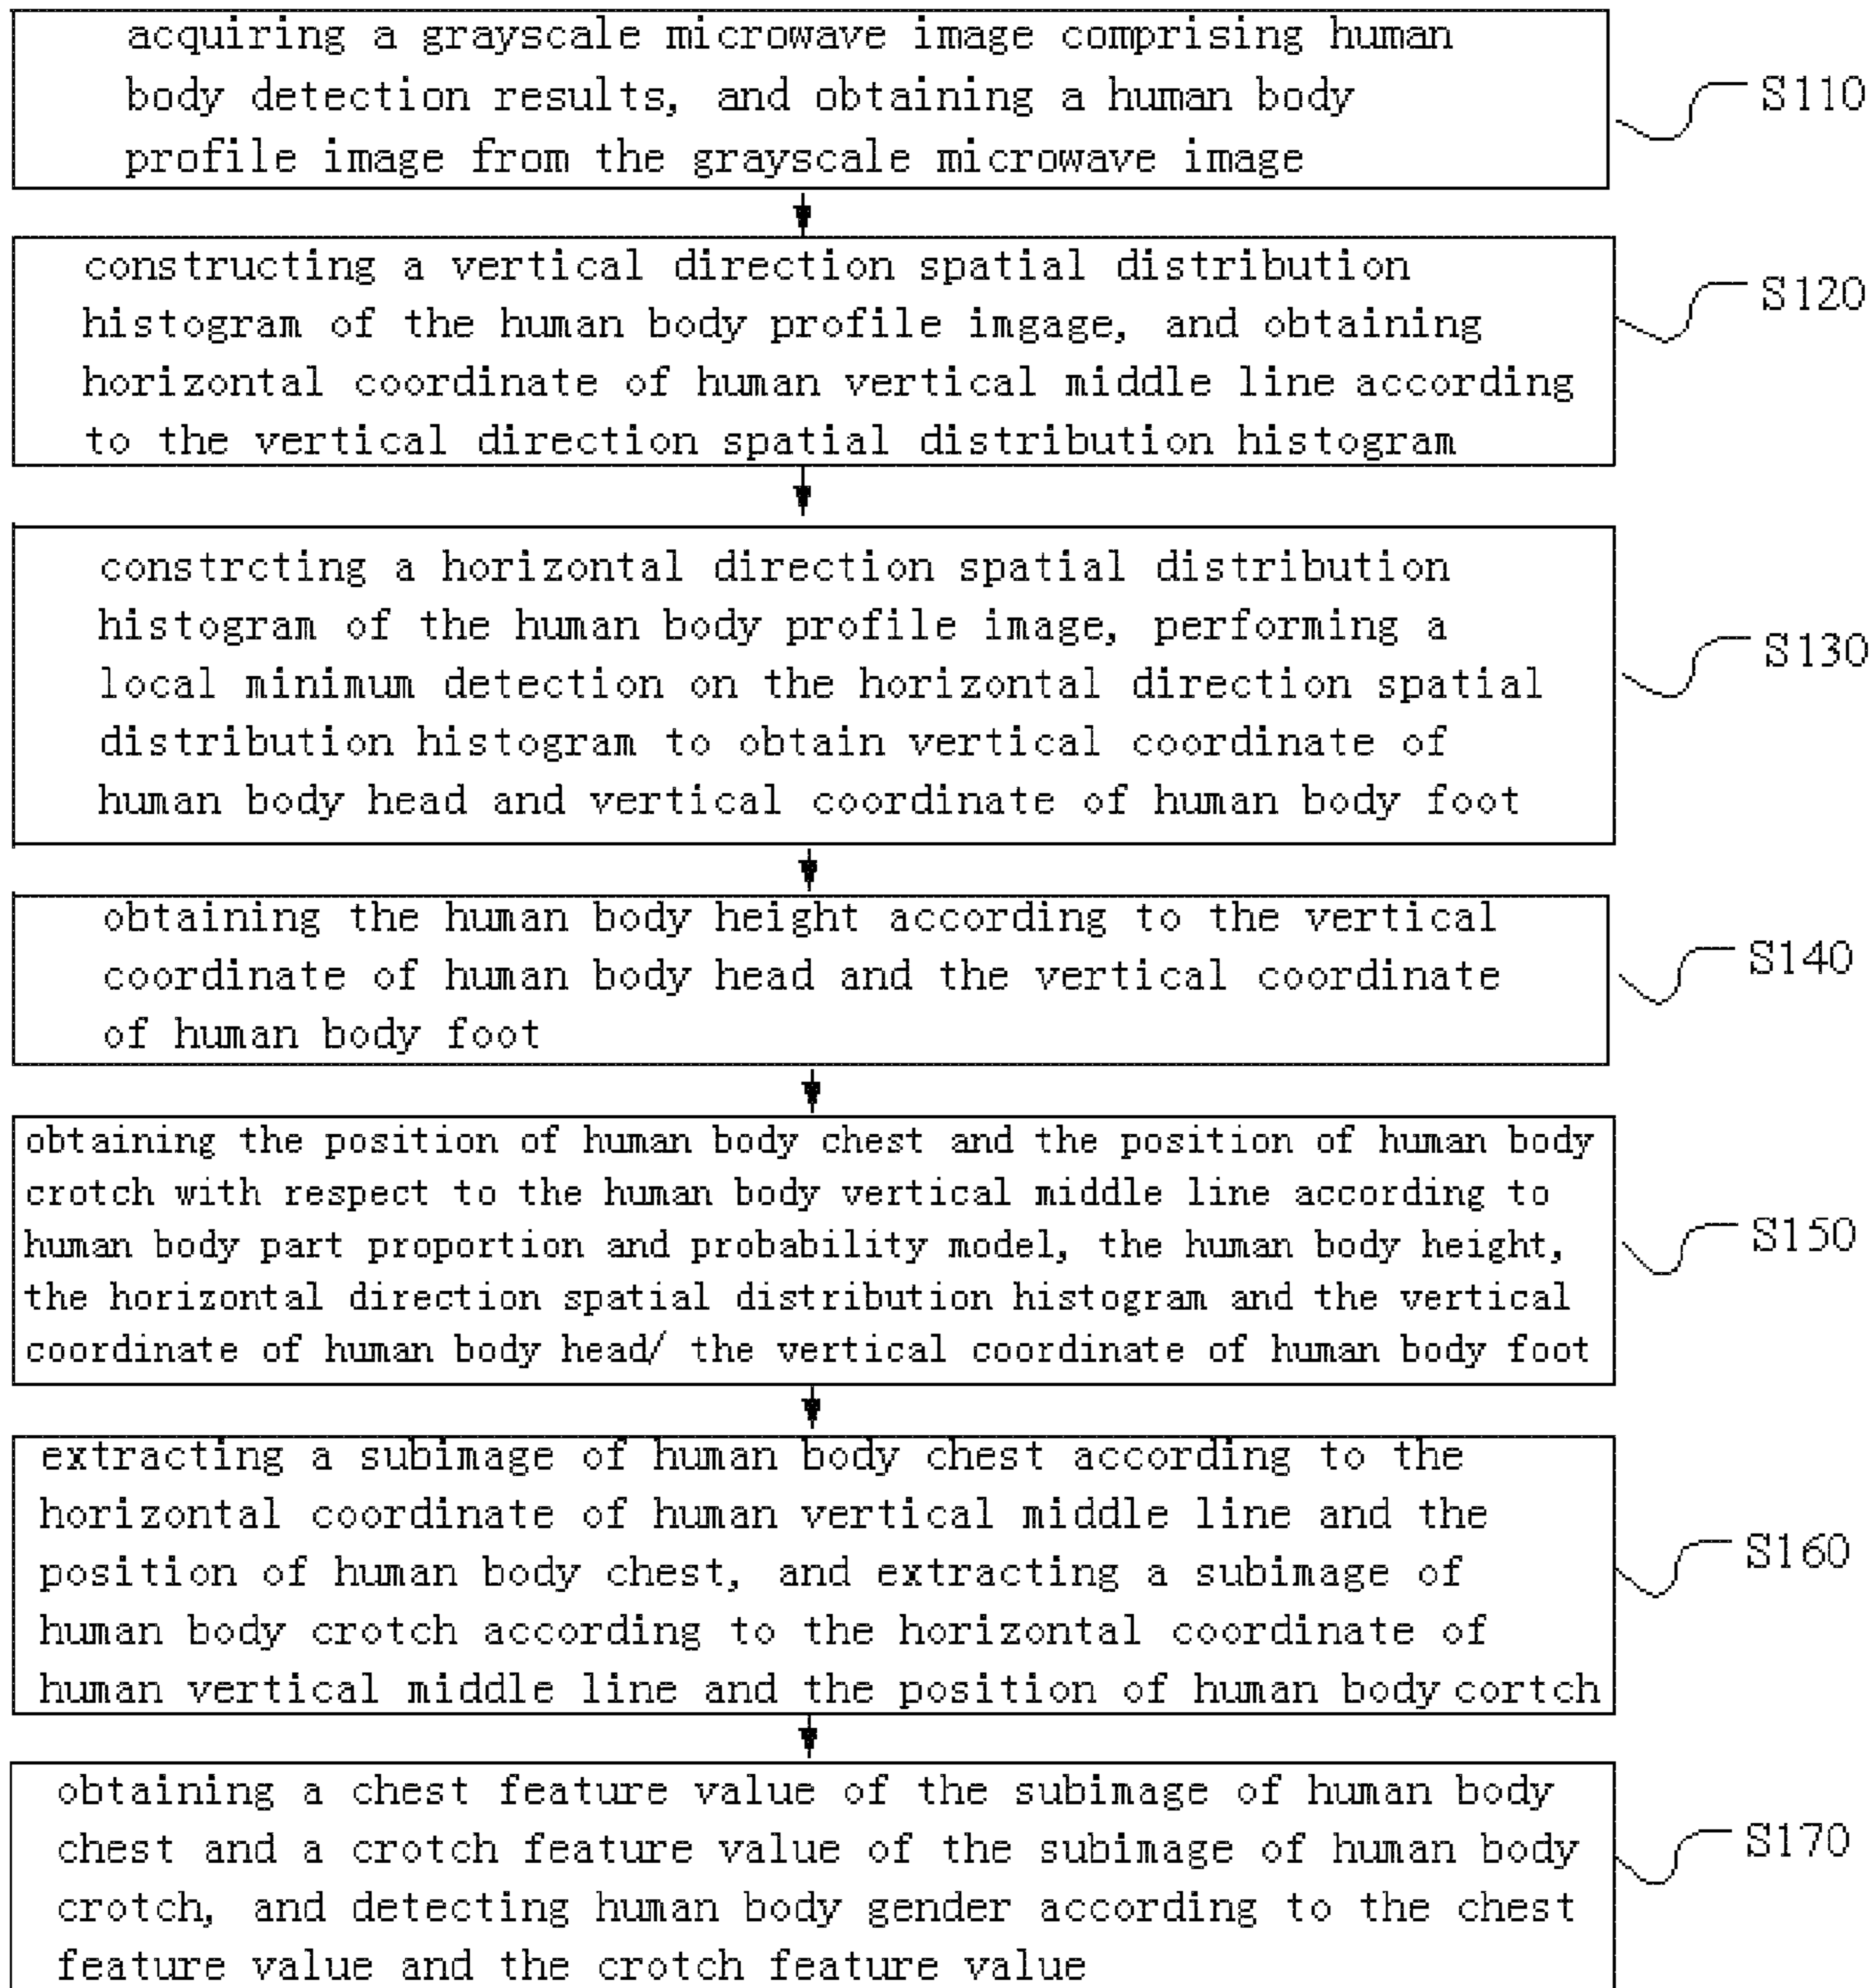 acquiring a grayscale microwave image comprising human
body detection results, and obtaining a human body
profile image from the grayscale microwave image
S110
constructing a vertical direction spatial distribution
histogram of the human body profile imgage, and obtaining
horizontal coordinate of human vertical middle line according
to the vertical direction spatial distribution histogram
S120
constrcting a horizontal direction spatial distribution
histogram of the human body profile image, performing a
local minimum detection on the horizontal direction spatial
distribution histogram to obtain vertical coordinate of
human body head and vertical coordinate of human body foot
S130
obtaining the human body height according to the vertical
coordinate of human body head and the vertical coordinate
of human body foot
S140
obtaining the position of human body chest and the position of human body
crotch with respect to the human body vertical middle line according to
human body part proportion and probability model, the human body height,
the horizontal direction spatial distribution histogram and the vertical
coordinate of human body head/ the vertical coordinate of human body foot
S150
extracting a subimage of human body chest according to the
horizontal coordinate of human vertical middle line and the
position of human body chest, and extracting a subimage of
human body crotch according to the horizontal coordinate of
human vertical middle line and the position of human body cortch
S160
obtaining a chest feature value of the subimage of human body
chest and a crotch feature value of the subimage of human body
crotch, and detecting human body gender according to the chest
feature value and the crotch feature value
S170